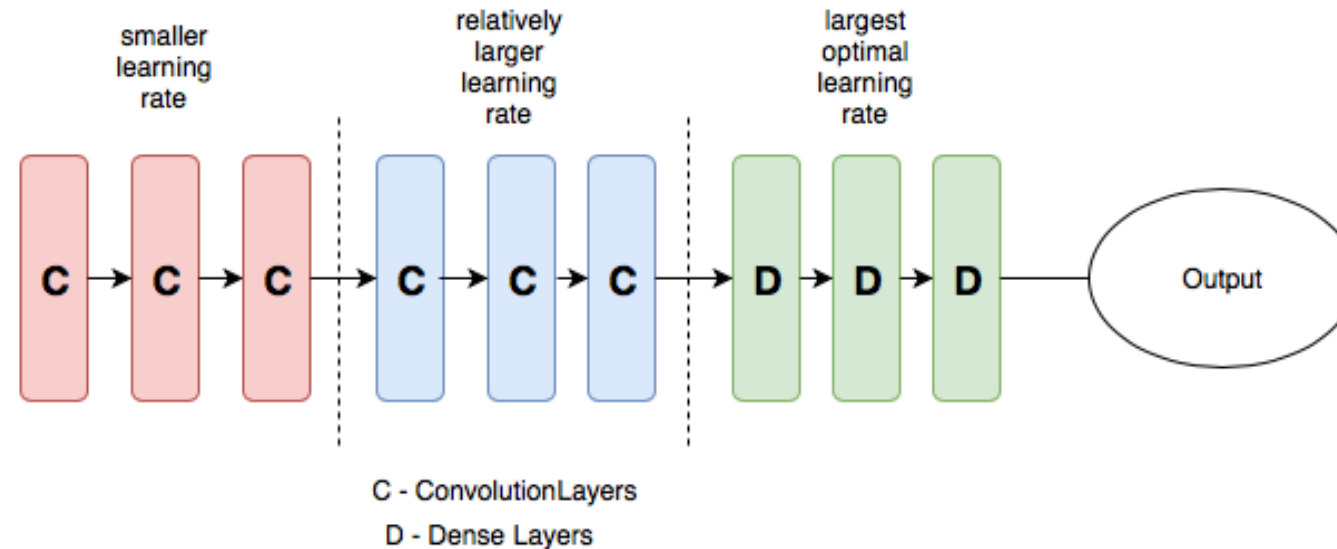 smaller
learning
rate
relatively
larger
learning
rate
largest
optimal
learning
rate
C
C
C
C
C
C
D
D
D
Output
C - ConvolutionLayers
D - Dense Layers